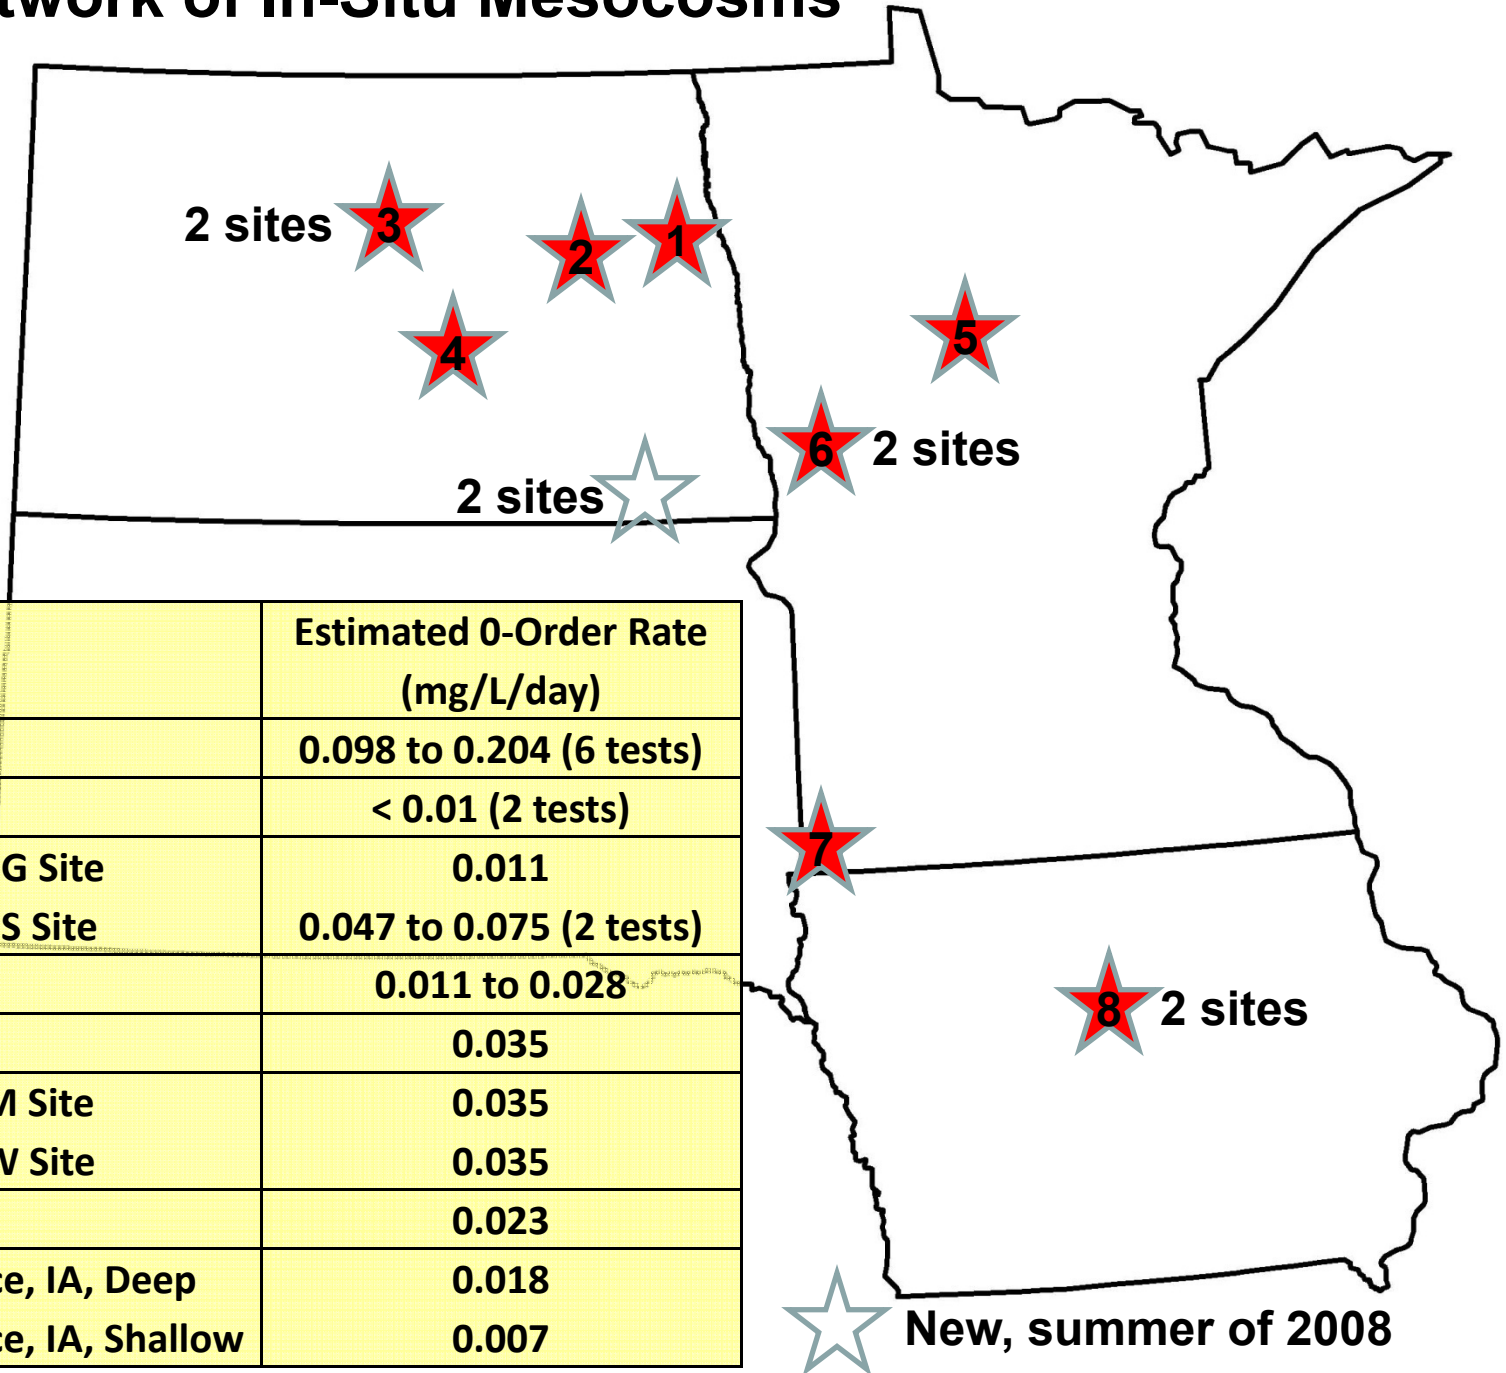 twork of In-Situ Mesocosms
2 sites 3
2
1
4
5
6 2 sites
2 sites
7
8 2 sites
New, summer of 2008
Estimated 0-Order Rate
(mg/L/day)
0.098 to 0.204 (6 tests)
< 0.01 (2 tests)
G Site 0.011
S Site 0.047 to 0.075 (2 tests)
0.011 to 0.028
0.035
M Site 0.035
W Site 0.035
0.023
ce, IA, Deep 0.018
ce, IA, Shallow 0.007